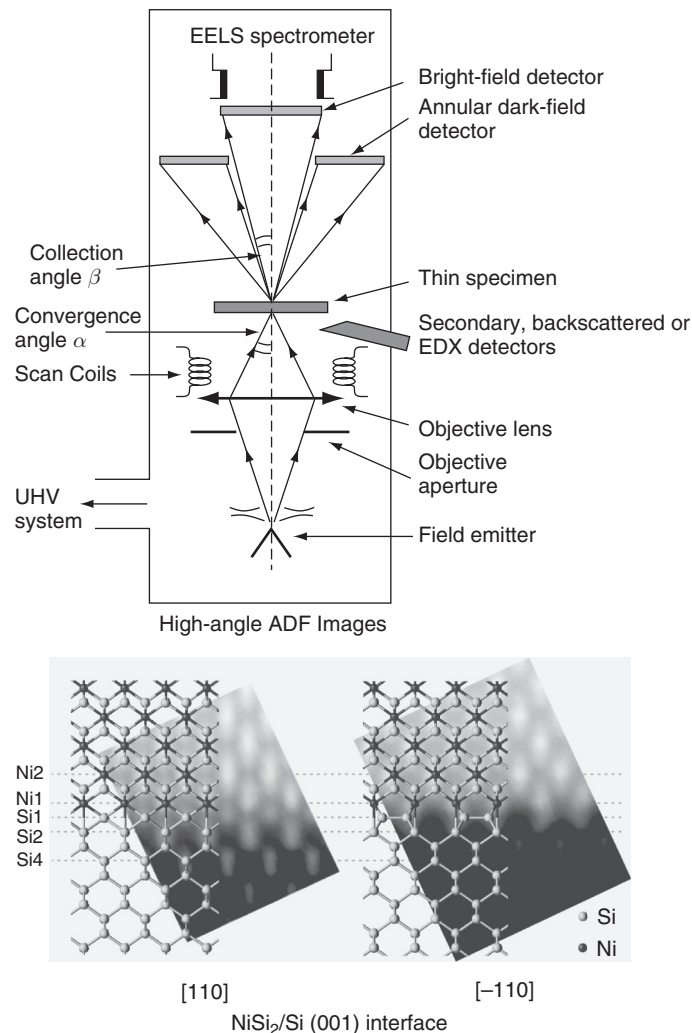 EELS spectrometer
Bright-field detector
Annular dark-field
detector
Collection
angle β
Thin specimen
Convergence
angle α
Secondary, backscattered or
EDX detectors
Scan Coils
Objective lens
Objective
aperture
UHV
system
Field emitter
High-angle ADF Images
Ni2
Ni1
Si1
Si2
Si4
Si
Ni
[110]
[–110]
NiSi₂/Si (001) interface